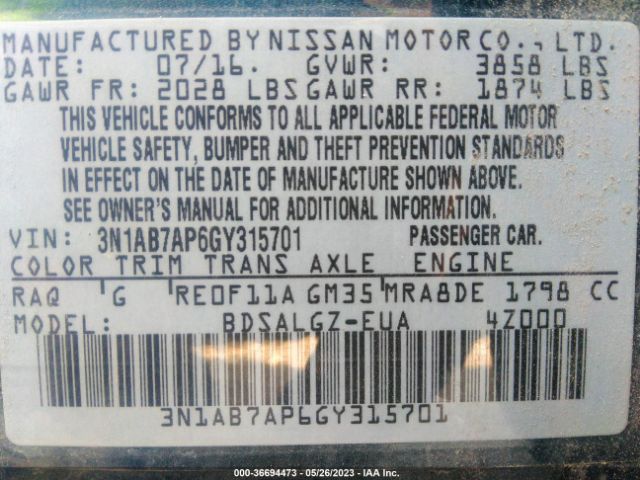 MANUFACTURED BY NISSAN MOTOR CO., LTD.
DATE: 07/16. GVWR: 3858 LBS
GAWR FR: 2028 LBS GAWR RR: 1874 LBS
THIS VEHICLE CONFORMS TO ALL APPLICABLE FEDERAL MOTOR
VEHICLE SAFETY, BUMPER AND THEFT PREVENTION STANDARDS
IN EFFECT ON THE DATE OF MANUFACTURE SHOWN ABOVE.
SEE OWNER'S MANUAL FOR ADDITIONAL INFORMATION.
VIN: 3N1AB7AP6GY315701 PASSENGER CAR.
COLOR TRIM TRANS AXLE ENGINE
RAQ G RE0F11A GM35 MRA8DE 1798 CC
MODEL: BDSALGZ-EUA 4Z000
3N1AB7AP6GY315701
000-36694473 - 05/26/2023 - IAA Inc.